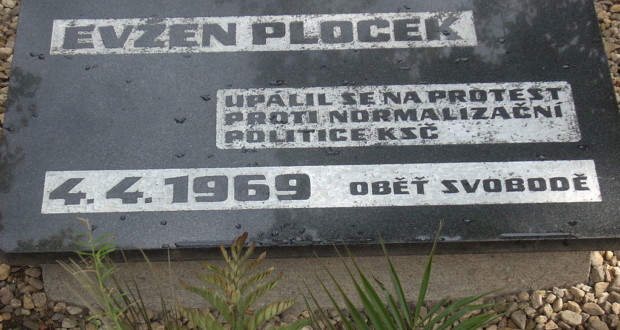 EVŽEN PLOCEK
UPÁLIL SE NA PROTEST
PROTI NORMALIZAČNÍ
POLITICE KSČ
4. 4. 1969 OBĚŤ SVOBODĚ